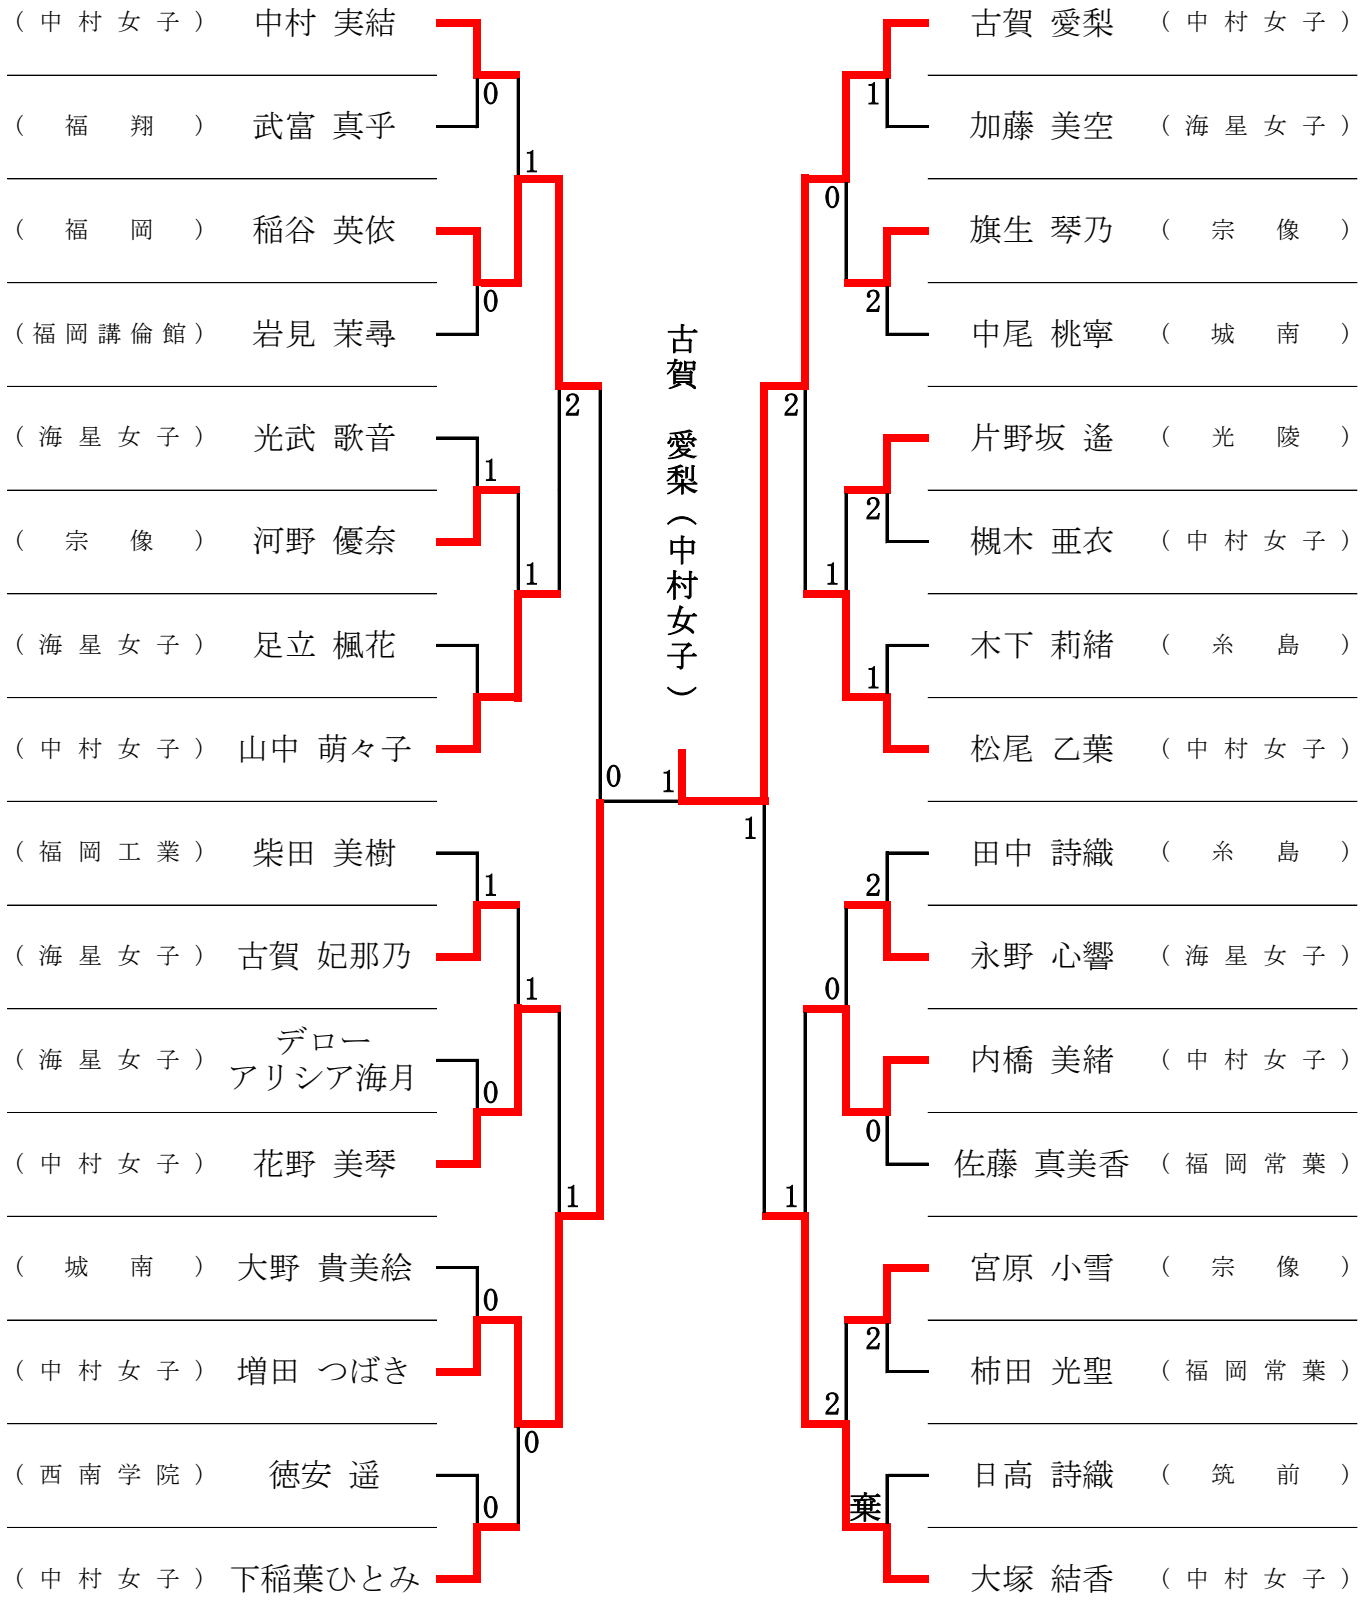 (中村女子) 中村 実結
0
(福翔) 武富 真乎
1
(福岡) 稲谷 英依
0
(福岡講倫館) 岩見 茉尋
2
(海星女子) 光武 歌音
1
(宗像) 河野 優奈
1
(海星女子) 足立 楓花
(中村女子) 山中 萌々子
0
(福岡工業) 柴田 美樹
1
(海星女子) 古賀 妃那乃
1
(海星女子) デロー
アリシア海月
0
(中村女子) 花野 美琴
1
(城南) 大野 貴美絵
0
(中村女子) 増田 つばき
0
(西南学院) 徳安 遥
0
(中村女子) 下稲葉ひとみ
古賀 愛梨(中村女子)
1
古賀 愛梨 (中村女子)
1
加藤 美空 (海星女子)
0
旗生 琴乃 (宗像)
2
中尾 桃寧 (城南)
2
片野坂 遙 (光陵)
2
槻木 亜衣 (中村女子)
1
木下 莉緒 (糸島)
1
松尾 乙葉 (中村女子)
1
田中 詩織 (糸島)
2
永野 心響 (海星女子)
0
内橋 美緒 (中村女子)
0
佐藤 真美香 (福岡常葉)
1
宮原 小雪 (宗像)
2
柿田 光聖 (福岡常葉)
2
日高 詩織 (筑前)
棄
大塚 結香 (中村女子)